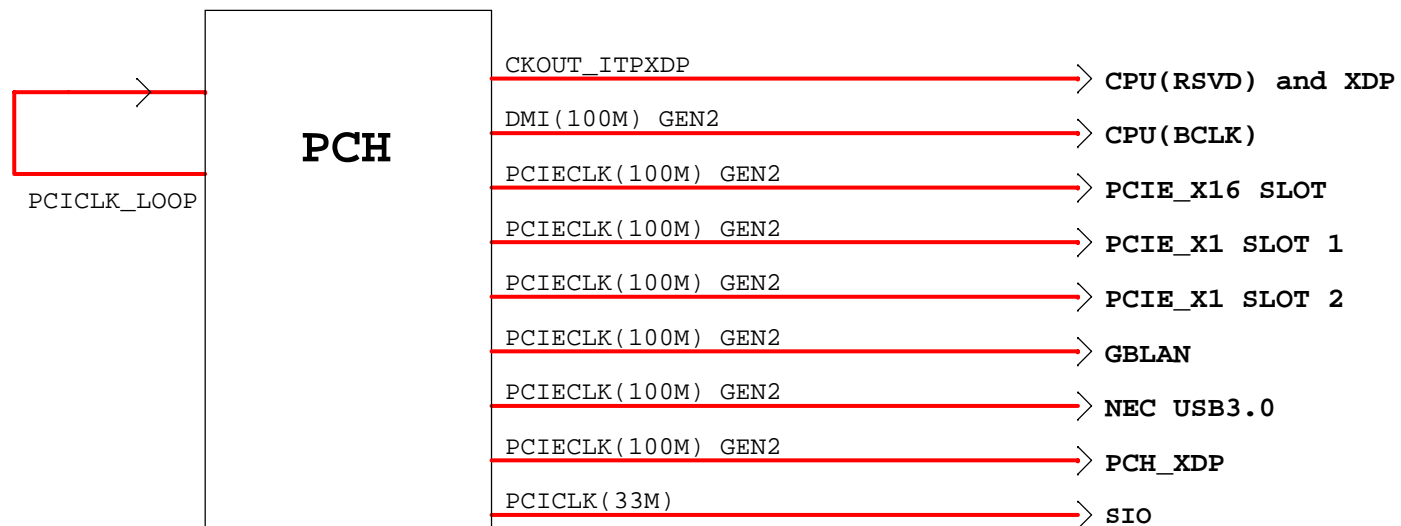 CKOUT_ITPXDP
CPU(RSVD) and XDP
DMI(100M) GEN2
CPU(BCLK)
PCH
PCIECLK(100M) GEN2
PCIE_X16 SLOT
PCICLK_LOOP
PCIECLK(100M) GEN2
PCIE_X1 SLOT 1
PCIECLK(100M) GEN2
PCIE_X1 SLOT 2
PCIECLK(100M) GEN2
GBLAN
PCIECLK(100M) GEN2
NEC USB3.0
PCIECLK(100M) GEN2
PCH_XDP
PCICLK(33M)
SIO